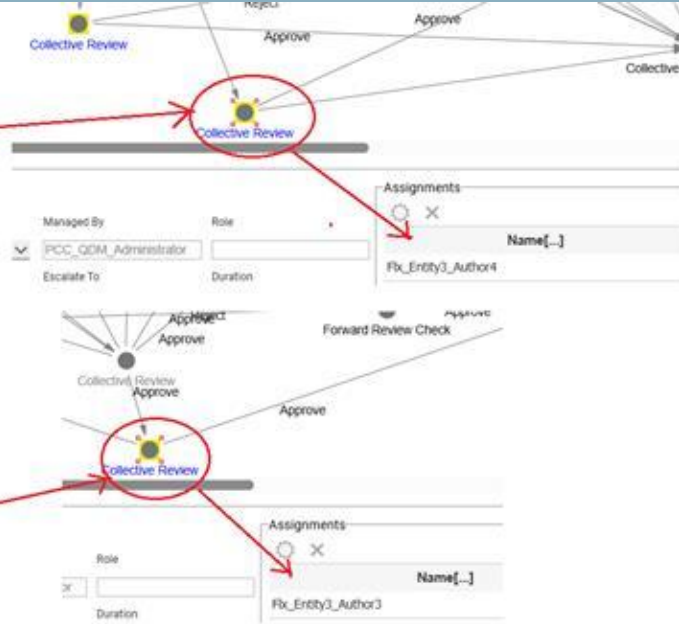 Reject
Approve
Collective Review
Approve
Collective
Collective Review
Assignments
Managed By
Role
Name[...]
PCC_QDM_Administrator
Flx_Entity3_Author4
Escalate To
Duration
Approve
Forward Review Check
Approve
Collective Review
Approve
Approve
Collective Review
Assignments
Role
Name[...]
Flx_Entity3_Author3
Duration